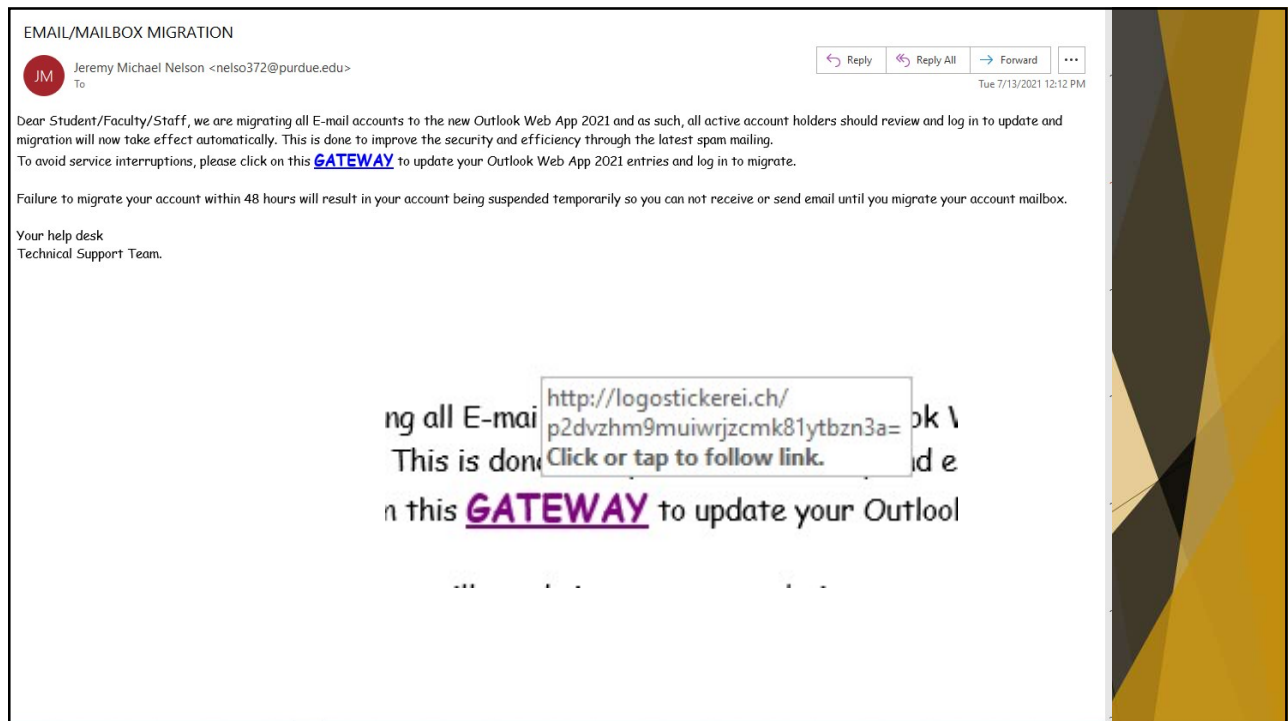 EMAIL/MAILBOX MIGRATION
JM
Jeremy Michael Nelson <nelso372@purdue.edu>
To
Reply
Reply All
Forward
Tue 7/13/2021 12:12 PM
Dear Student/Faculty/Staff, we are migrating all E-mail accounts to the new Outlook Web App 2021 and as such, all active account holders should review and log in to update and
migration will now take effect automatically. This is done to improve the security and efficiency through the latest spam mailing.
To avoid service interruptions, please click on this GATEWAY to update your Outlook Web App 2021 entries and log in to migrate.
Failure to migrate your account within 48 hours will result in your account being suspended temporarily so you can not receive or send email until you migrate your account mailbox.
Your help desk
Technical Support Team.
http://logostickerei.ch/
p2dvzhm9muiwrjzcmk81ytbzn3a=
Click or tap to follow link.
ng all E-mai ok
This is don d e
this GATEWAY to update your Outlool